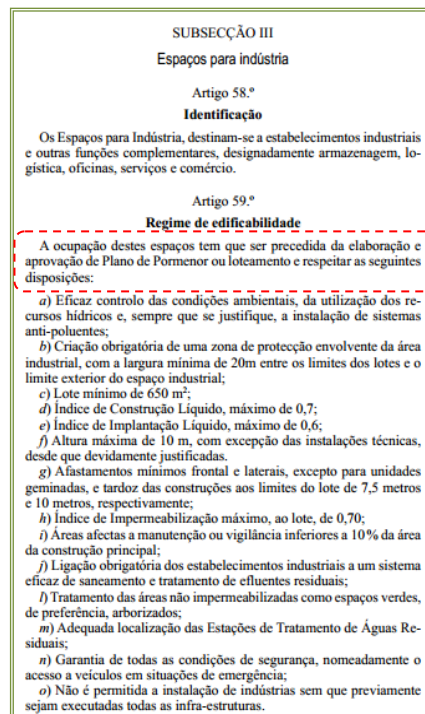 SUBSECÇÃO III
Espaços para indústria
Artigo 58.º
Identificação
Os Espaços para Indústria, destinam-se a estabelecimentos industriais
e outras funções complementares, designadamente armazenagem, lo-
gística, oficinas, serviços e comércio.
Artigo 59.º
Regime de edificabilidade
A ocupação destes espaços tem que ser precedida da elaboração e
aprovação de Plano de Pormenor ou loteamento e respeitar as seguintes
disposições:
a) Eficaz controlo das condições ambientais, da utilização dos re-
cursos hídricos e, sempre que se justifique, a instalação de sistemas
anti-poluentes;
b) Criação obrigatória de uma zona de protecção envolvente da área
industrial, com a largura mínima de 20m entre os limites dos lotes e o
limite exterior do espaço industrial;
c) Lote mínimo de 650 m²;
d) Índice de Construção Líquido, máximo de 0,7;
e) Índice de Implantação Líquido, máximo de 0,6;
f) Altura máxima de 10 m, com excepção das instalações técnicas,
desde que devidamente justificadas.
g) Afastamentos mínimos frontal e laterais, excepto para unidades
geminadas, e tardoz das construções aos limites do lote de 7,5 metros
e 10 metros, respectivamente;
h) Índice de Impermeabilização máximo, ao lote, de 0,70;
i) Áreas afectas a manutenção ou vigilância inferiores a 10% da área
da construção principal;
j) Ligação obrigatória dos estabelecimentos industriais a um sistema
eficaz de saneamento e tratamento de efluentes residuais;
l) Tratamento das áreas não impermeabilizadas como espaços verdes,
de preferência, arborizados;
m) Adequada localização das Estações de Tratamento de Águas Re-
siduais;
n) Garantia de todas as condições de segurança, nomeadamente o
acesso a veículos em situações de emergência;
o) Não é permitida a instalação de indústrias sem que previamente
sejam executadas todas as infra-estruturas.